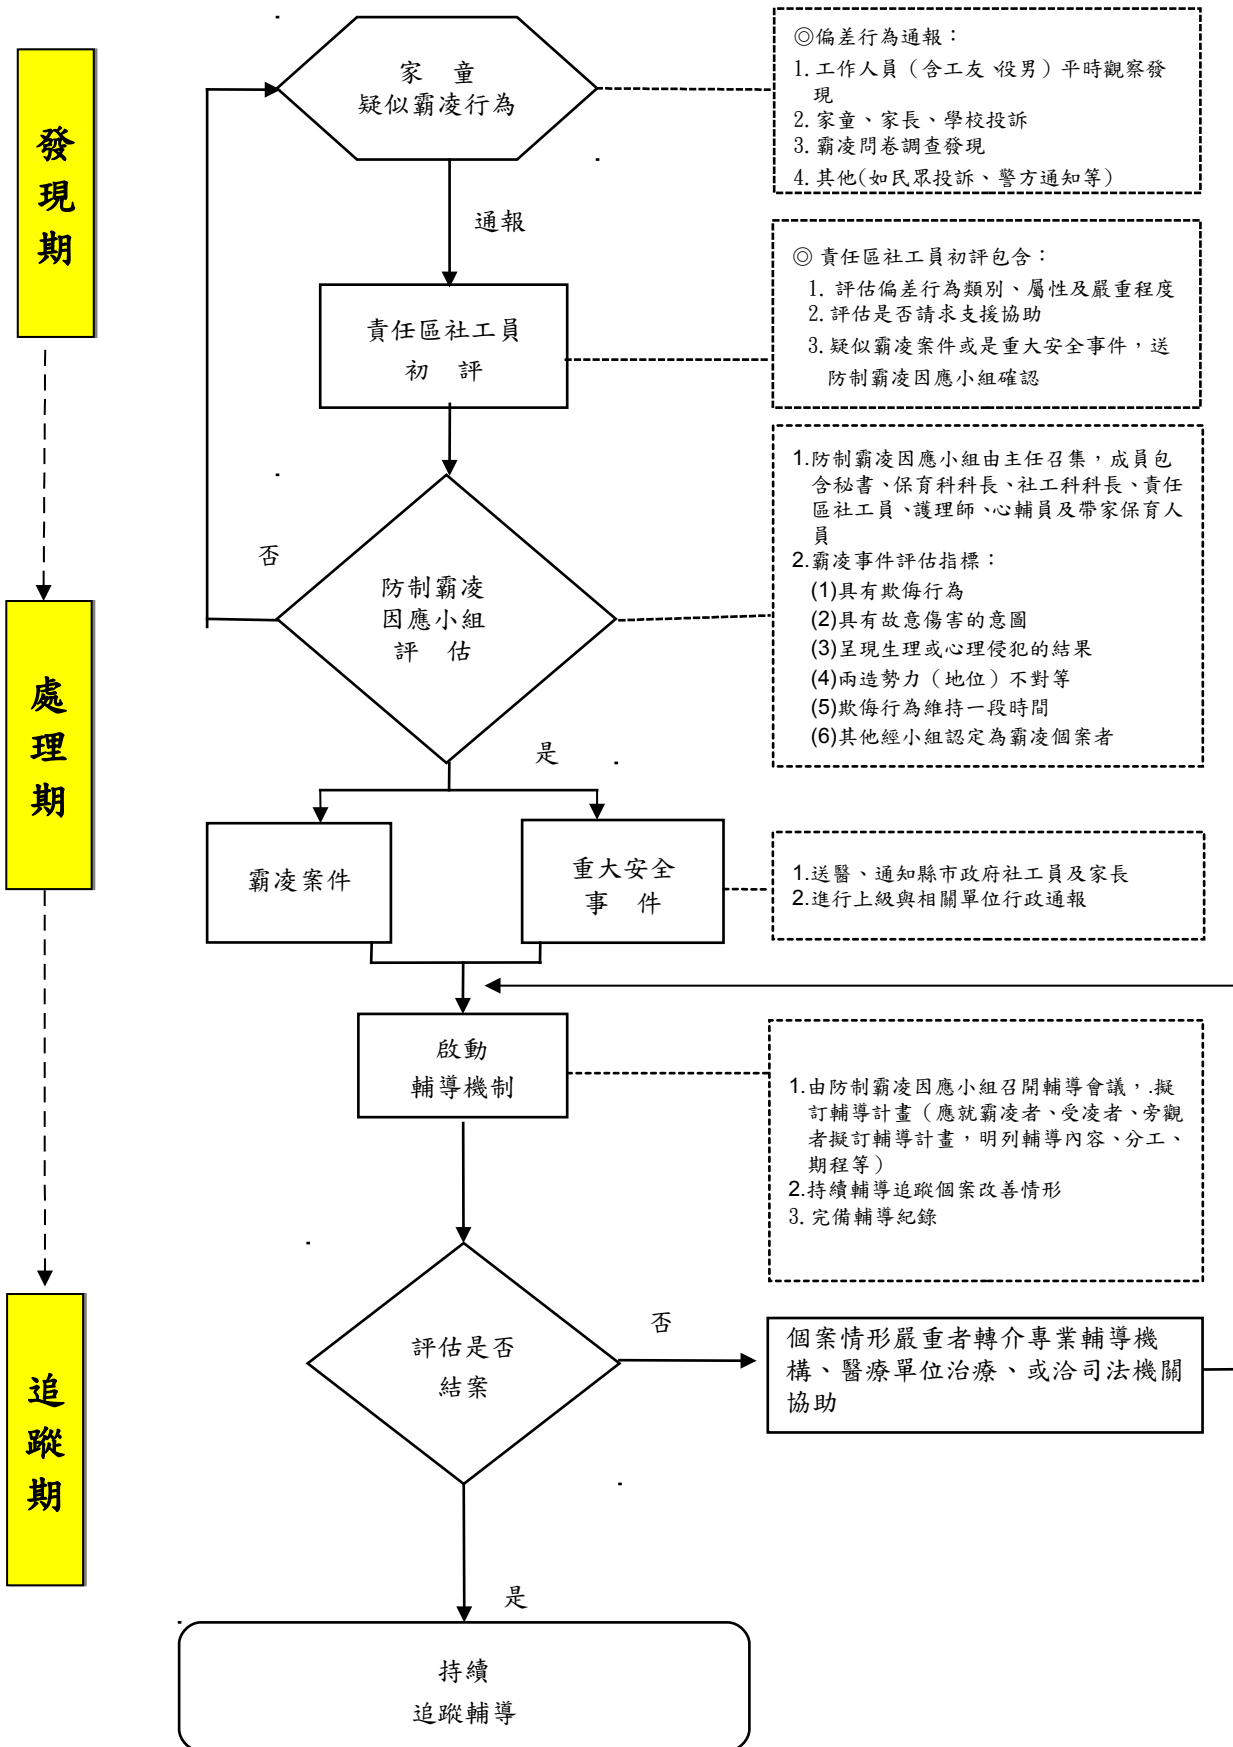 發
現
期
處
理
期
追
蹤
期
家 童
疑似霸凌行為
通報
責任區社工員
初 評
否
防制霸凌
因應小組
評 估
是
霸凌案件
重大安全
事 件
啟動
輔導機制
評估是否
結案
否
是
持續
追蹤輔導
◎偏差行為通報：
1. 工作人員（含工友、役男）平時觀察發
現
2. 家童、家長、學校投訴
3. 霸凌問卷調查發現
4. 其他(如民眾投訴、警方通知等)
◎ 責任區社工員初評包含：
1. 評估偏差行為類別、屬性及嚴重程度
2. 評估是否請求支援協助
3. 疑似霸凌案件或是重大安全事件，送
防制霸凌因應小組確認
1.防制霸凌因應小組由主任召集，成員包
含秘書、保育科科長、社工科科長、責任
區社工員、護理師、心輔員及帶家保育人
員
2.霸凌事件評估指標：
(1)具有欺侮行為
(2)具有故意傷害的意圖
(3)呈現生理或心理侵犯的結果
(4)兩造勢力（地位）不對等
(5)欺侮行為維持一段時間
(6)其他經小組認定為霸凌個案者
1.送醫、通知縣市政府社工員及家長
2.進行上級與相關單位行政通報
1.由防制霸凌因應小組召開輔導會議，.擬
訂輔導計畫（應就霸凌者、受凌者、旁觀
者擬訂輔導計畫，明列輔導內容、分工、
期程等）
2.持續輔導追蹤個案改善情形
3. 完備輔導紀錄
個案情形嚴重者轉介專業輔導機
構、醫療單位治療、或洽司法機關
協助